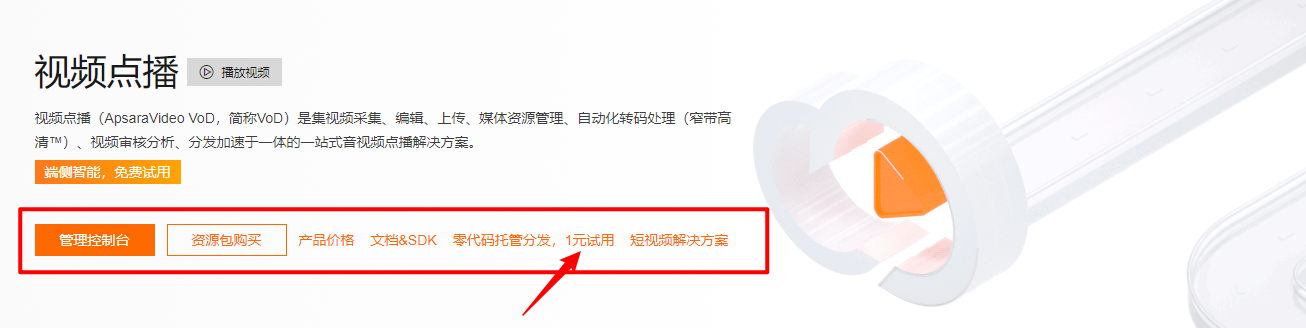 视频点播 播放视频
视频点播（ApsaraVideo VoD，简称VoD）是集视频采集、编辑、上传、媒体资源管理、自动化转码处理（窄带高
清™）、视频审核分析、分发加速于一体的一站式音视频点播解决方案。
端侧智能，免费试用
管理控制台 资源包购买 产品价格 文档&SDK 零代码托管分发，1元试用 短视频解决方案